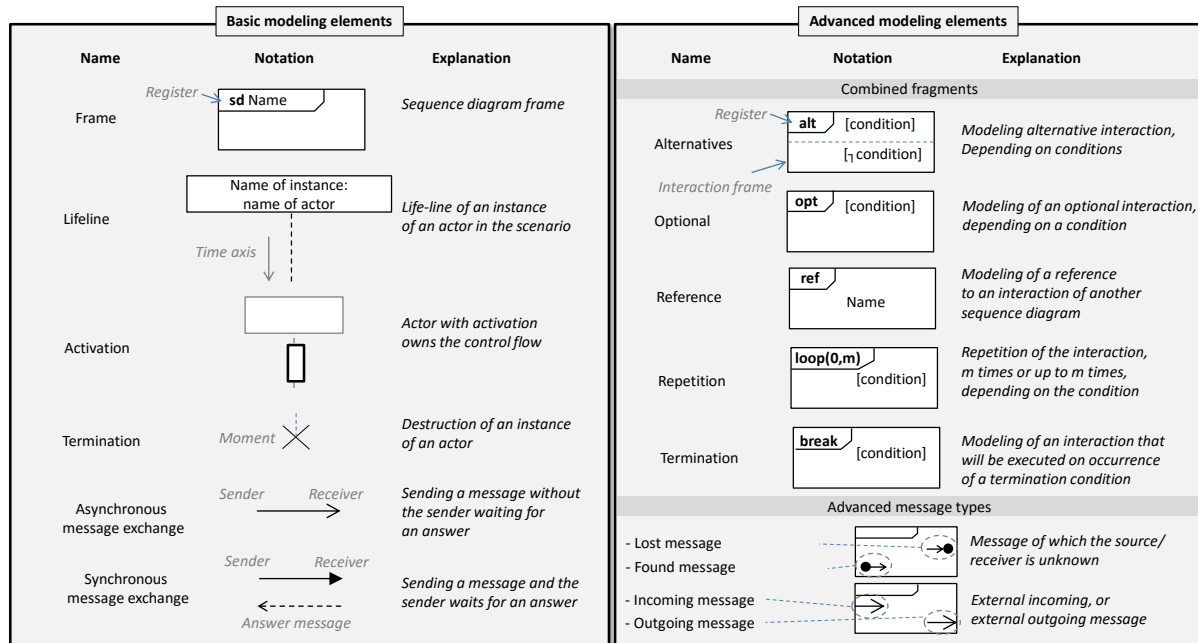 Basic modeling elements
Name Notation Explanation
Register
sd Name
Frame
Sequence diagram frame
Name of instance:
name of actor
Lifeline
Life-line of an instance
of an actor in the scenario
Time axis
Activation
Actor with activation
owns the control flow
Termination
Moment
Destruction of an instance
of an actor
Asynchronous
message exchange
Sender Receiver
Sending a message without
the sender waiting for
an answer
Synchronous
message exchange
Sender Receiver
Answer message
Sending a message and the
sender waits for an answer
Advanced modeling elements
Name Notation Explanation
Combined fragments
Register
alt [condition]
[┐condition]
Alternatives
Interaction frame
Modeling alternative interaction,
Depending on conditions
Optional
opt [condition]
Modeling of an optional interaction,
depending on a condition
Reference
ref
Name
Modeling of a reference
to an interaction of another
sequence diagram
Repetition
loop(0,m)
[condition]
Repetition of the interaction,
m times or up to m times,
depending on the condition
Termination
break
[condition]
Modeling of an interaction that
will be executed on occurrence
of a termination condition
Advanced message types
- Lost message
- Found message
Message of which the source/
receiver is unknown
- Incoming message
- Outgoing message
External incoming, or
external outgoing message